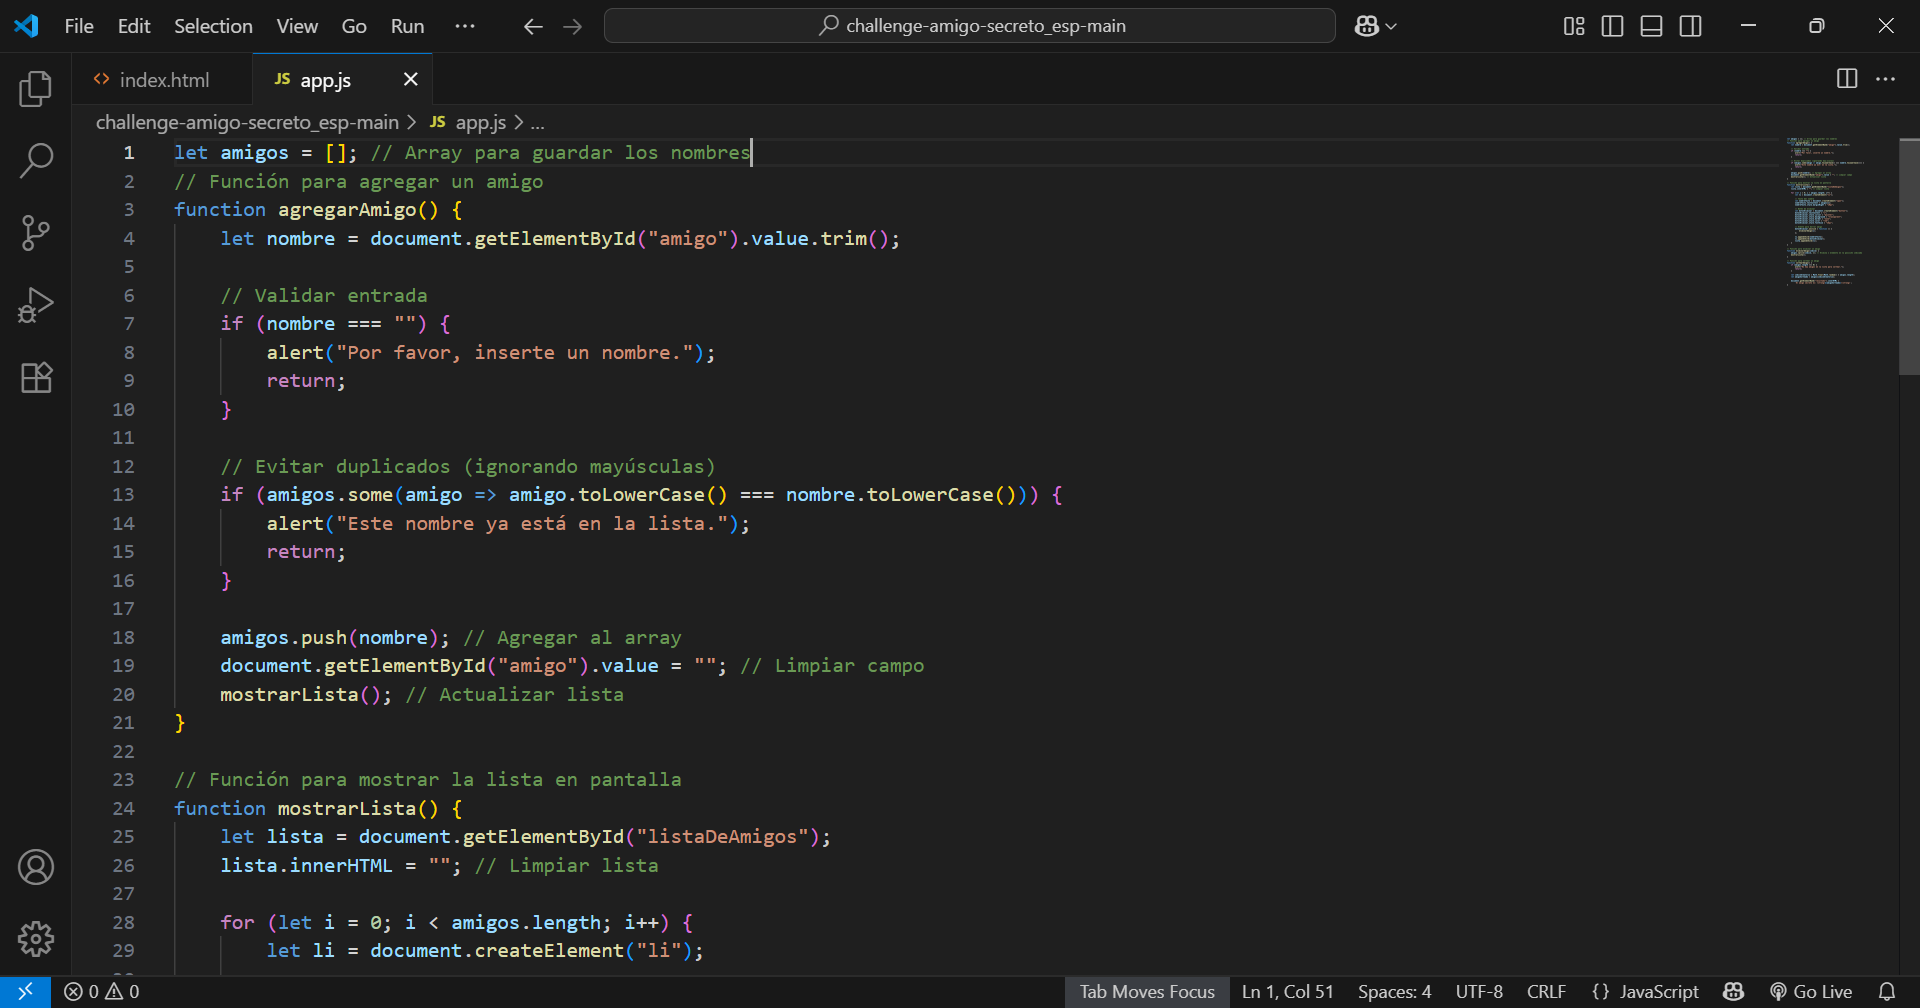 File Edit Selection View Go Run ··· challenge-amigo-secreto_esp-main
index.html JS app.js
challenge-amigo-secreto_esp-main > JS app.js > ...
1 let amigos = []; // Array para guardar los nombres
2 // Función para agregar un amigo
3 function agregarAmigo() {
4 let nombre = document.getElementById("amigo").value.trim();
5
6 // Validar entrada
7 if (nombre === "") {
8 alert("Por favor, inserte un nombre.");
9 return;
10 }
11
12 // Evitar duplicados (ignorando mayúsculas)
13 if (amigos.some(amigo => amigo.toLowerCase() === nombre.toLowerCase())) {
14 alert("Este nombre ya está en la lista.");
15 return;
16 }
17
18 amigos.push(nombre); // Agregar al array
19 document.getElementById("amigo").value = ""; // Limpiar campo
20 mostrarLista(); // Actualizar lista
21 }
22
23 // Función para mostrar la lista en pantalla
24 function mostrarLista() {
25 let lista = document.getElementById("listaDeAmigos");
26 lista.innerHTML = ""; // Limpiar lista
27
28 for (let i = 0; i < amigos.length; i++) {
29 let li = document.createElement("li");
0 0 Tab Moves Focus Ln 1, Col 51 Spaces: 4 UTF-8 CRLF {} JavaScript Go Live